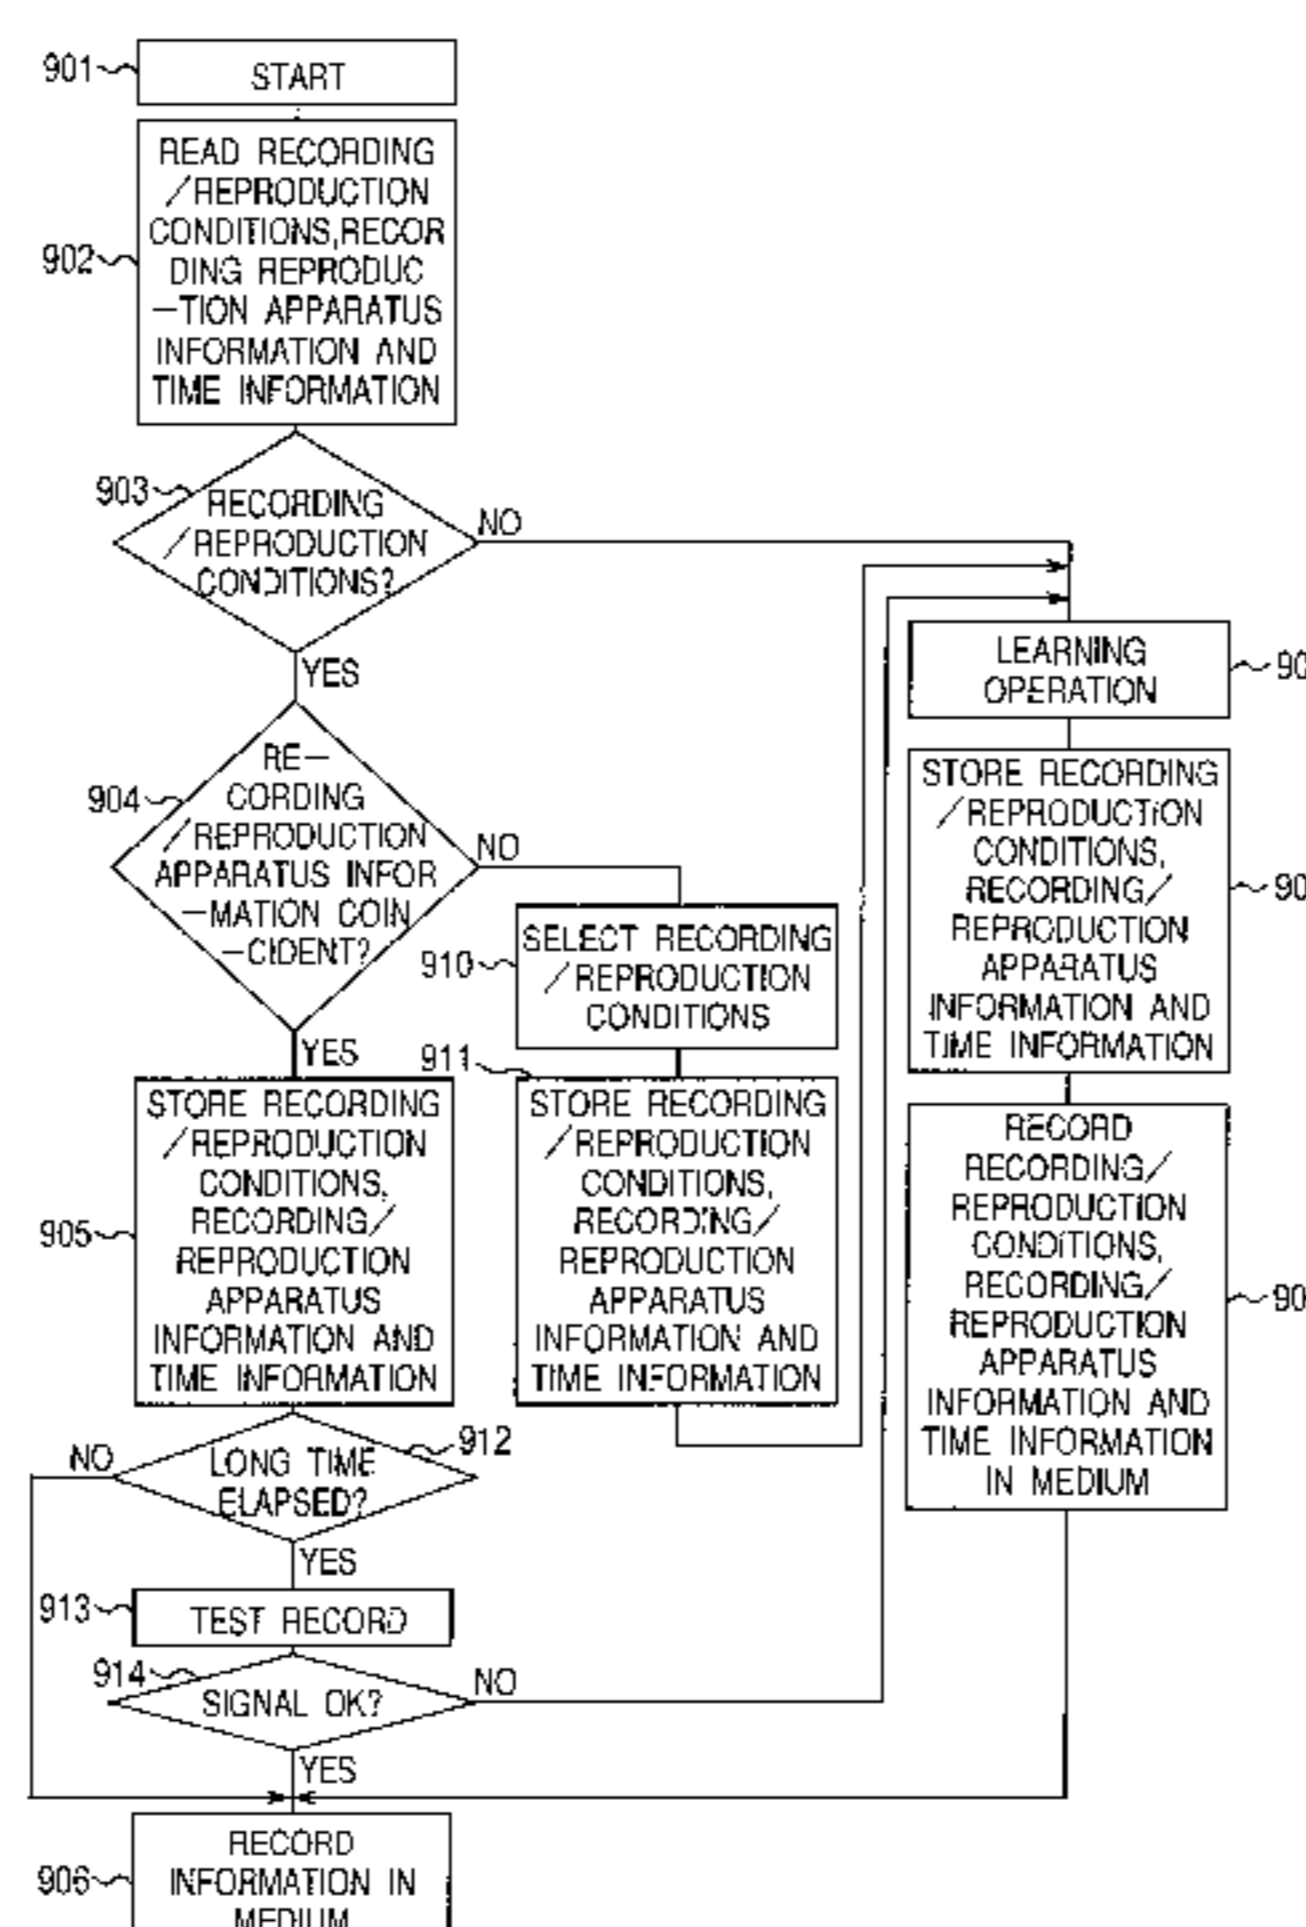 901
START
READ RECORDING
/REPRODUCTION
CONDITIONS,RECOR
DING REPRODUC
-TION APPARATUS
INFORMATION AND
TIME INFORMATION
902
903
RECORDING
/REPRODUCTION
CONDITIONS?
NO
YES
904
RE-
CORDING
/REPRODUCTION
APPARATUS INFOR
-MATION COIN
-CIDENT?
NO
YES
910
SELECT RECORDING
/REPRODUCTION
CONDITIONS
911
STORE RECORDING
/REPRODUCTION
CONDITIONS,
RECORDING/
REPRODUCTION
APPARATUS
INFORMATION AND
TIME INFORMATION
905
STORE RECORDING
/REPRODUCTION
CONDITIONS,
RECORDING/
REPRODUCTION
APPARATUS
INFORMATION AND
TIME INFORMATION
912
LONG TIME
ELAPSED?
NO
YES
913
TEST RECORD
914
SIGNAL OK?
NO
YES
906
RECORD
INFORMATION IN
MEDIUM
LEARNING
OPERATION
STORE RECORDING
/REPRODUCTION
CONDITIONS,
RECORDING/
REPRODUCTION
APPARATUS
INFORMATION AND
TIME INFORMATION
RECORD
RECORDING/
REPRODUCTION
CONDITIONS,
RECORDING/
REPRODUCTION
APPARATUS
INFORMATION AND
TIME INFORMATION
IN MEDIUM